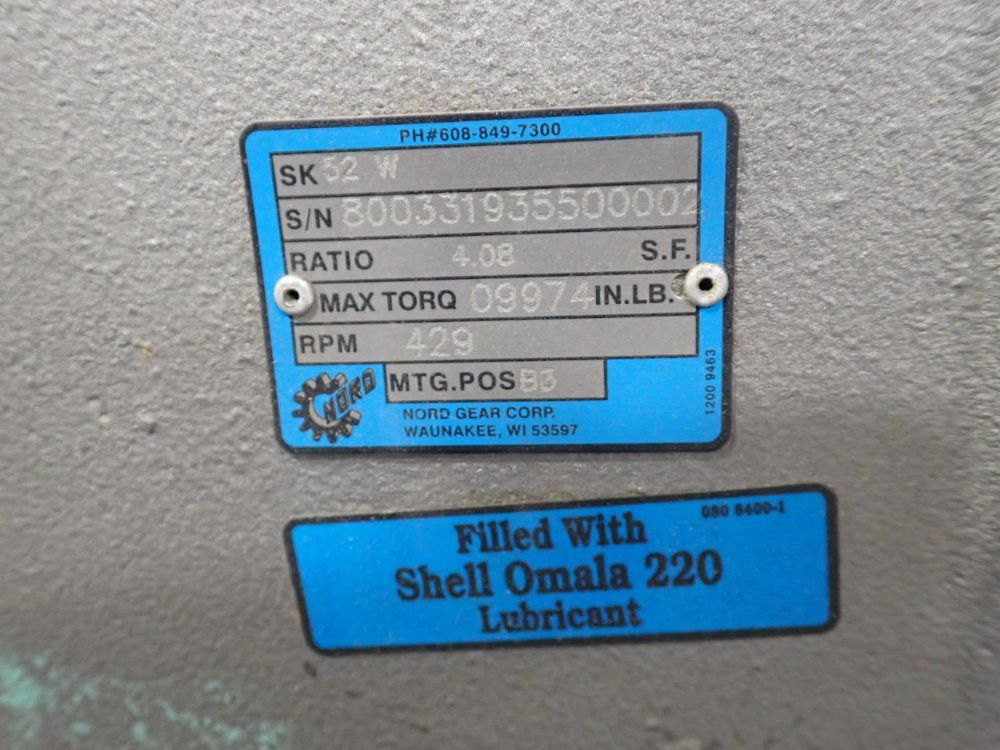 PH#608-849-7300
SK 32 W
S/N 800331935500002
RATIO 4.08 S.F.
MAX TORQ 09974 IN.LB.
RPM 429
MTG.POS B3
NORD
NORD GEAR CORP.
WAUNAKEE, WI 53597
1200 9463
080 8400-1
Filled With
Shell Omala 220
Lubricant